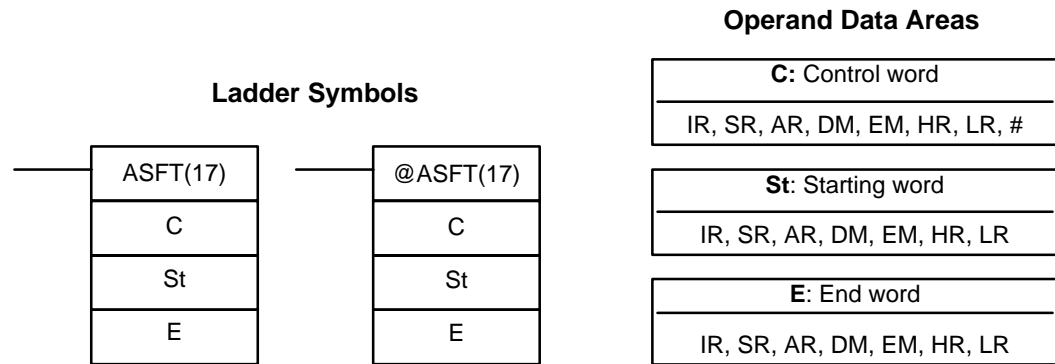 Ladder Symbols
ASFT(17)
C
St
E
@ASFT(17)
C
St
E
Operand Data Areas
C: Control word
IR, SR, AR, DM, EM, HR, LR, #
St: Starting word
IR, SR, AR, DM, EM, HR, LR
E: End word
IR, SR, AR, DM, EM, HR, LR